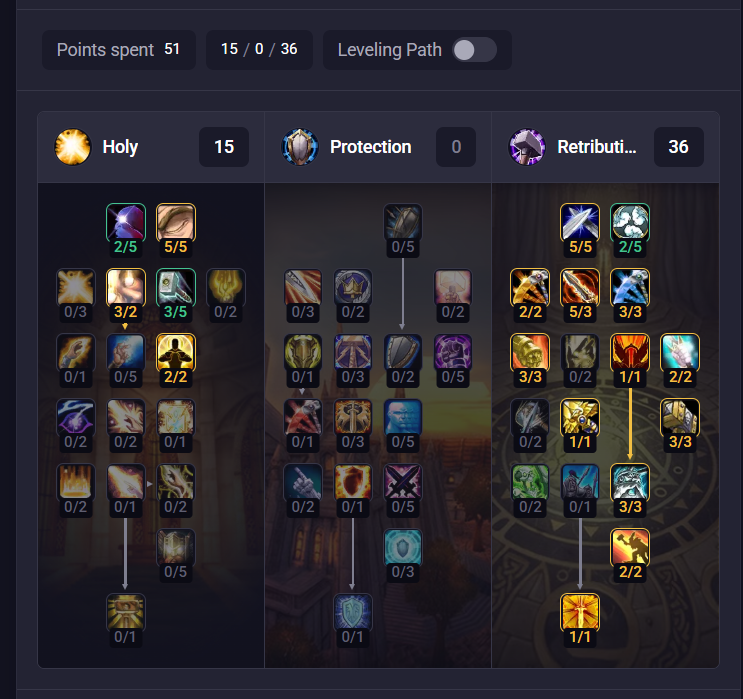 Points spent 51 15 / 0 / 36 Leveling Path
Holy 15 Protection 0 Retributi... 36
2/5 5/5 0/5 5/5 2/5
0/3 3/2 3/5 0/2 0/3 0/2 0/2 2/2 5/3 3/3
0/1 0/5 2/2 0/1 0/3 0/2 0/5 3/3 0/2 1/1 2/2
0/2 0/2 0/1 0/1 0/3 0/5 0/2 1/1 3/3
0/2 0/1 0/2 0/2 0/1 0/5 0/2 0/1 3/3
0/5 0/3 2/2
0/1 0/1 1/1